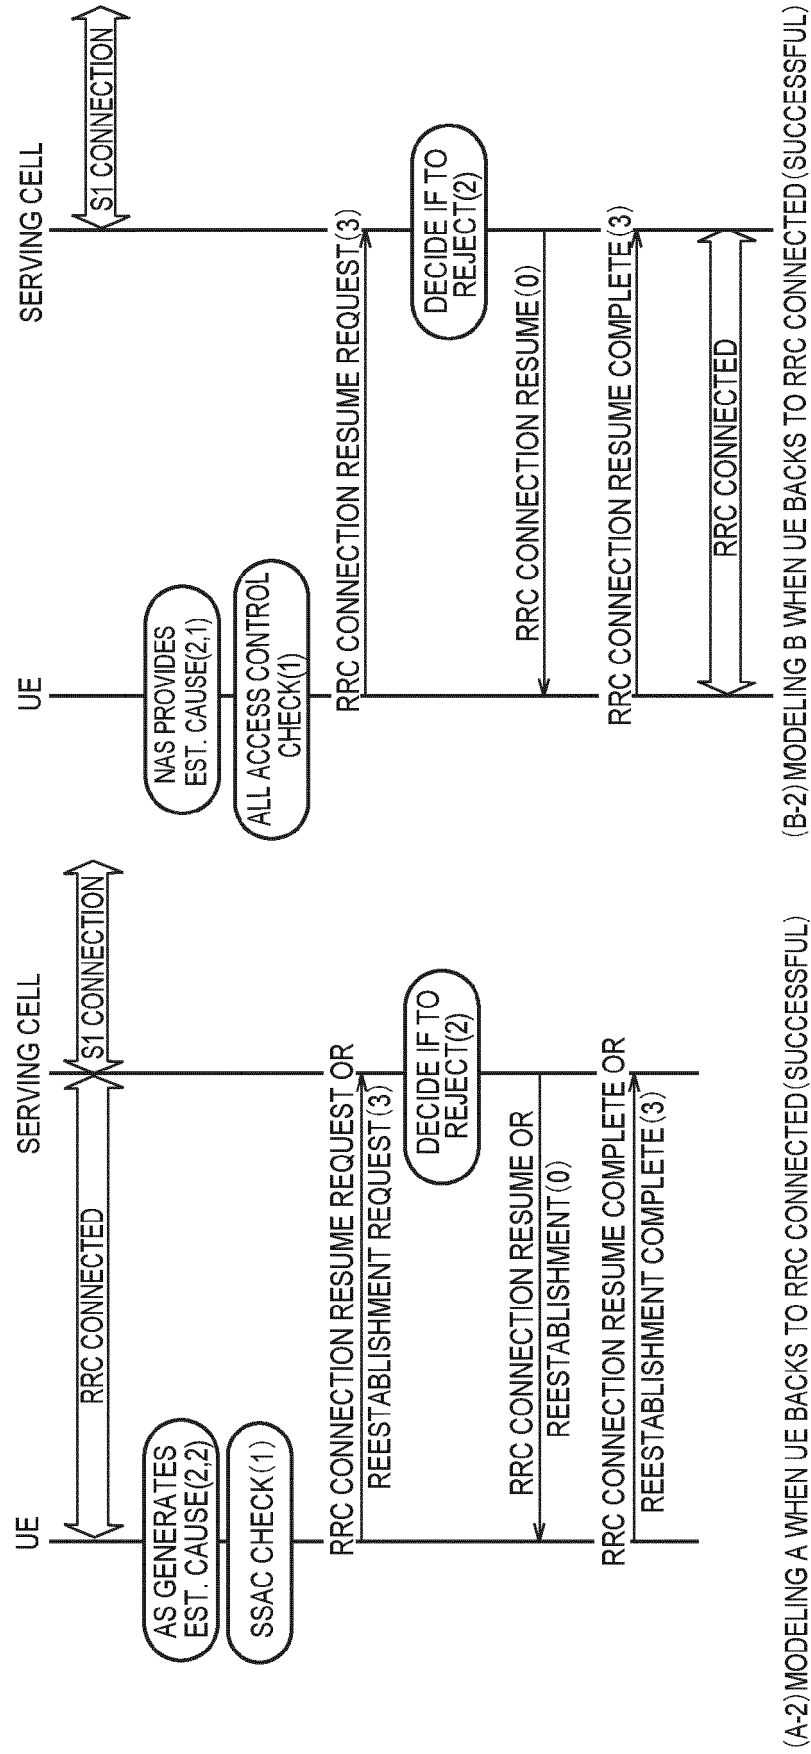 UE
SERVING CELL
RRC CONNECTED
S1 CONNECTION
AS GENERATES
EST. CAUSE(2,2)
SSAC CHECK(1)
RRC CONNECTION RESUME REQUEST OR
REESTABLISHMENT REQUEST(3)
DECIDE IF TO
REJECT(2)
RRC CONNECTION RESUME OR
REESTABLISHMENT(0)
RRC CONNECTION RESUME COMPLETE OR
REESTABLISHMENT COMPLETE(3)
(A-2)MODELING A WHEN UE BACKS TO RRC CONNECTED(SUCCESSFUL)
UE
SERVING CELL
S1 CONNECTION
NAS PROVIDES
EST. CAUSE(2,1)
ALL ACCESS CONTROL
CHECK(1)
RRC CONNECTION RESUME REQUEST(3)
DECIDE IF TO
REJECT(2)
RRC CONNECTION RESUME(0)
RRC CONNECTION RESUME COMPLETE(3)
RRC CONNECTED
(B-2)MODELING B WHEN UE BACKS TO RRC CONNECTED(SUCCESSFUL)